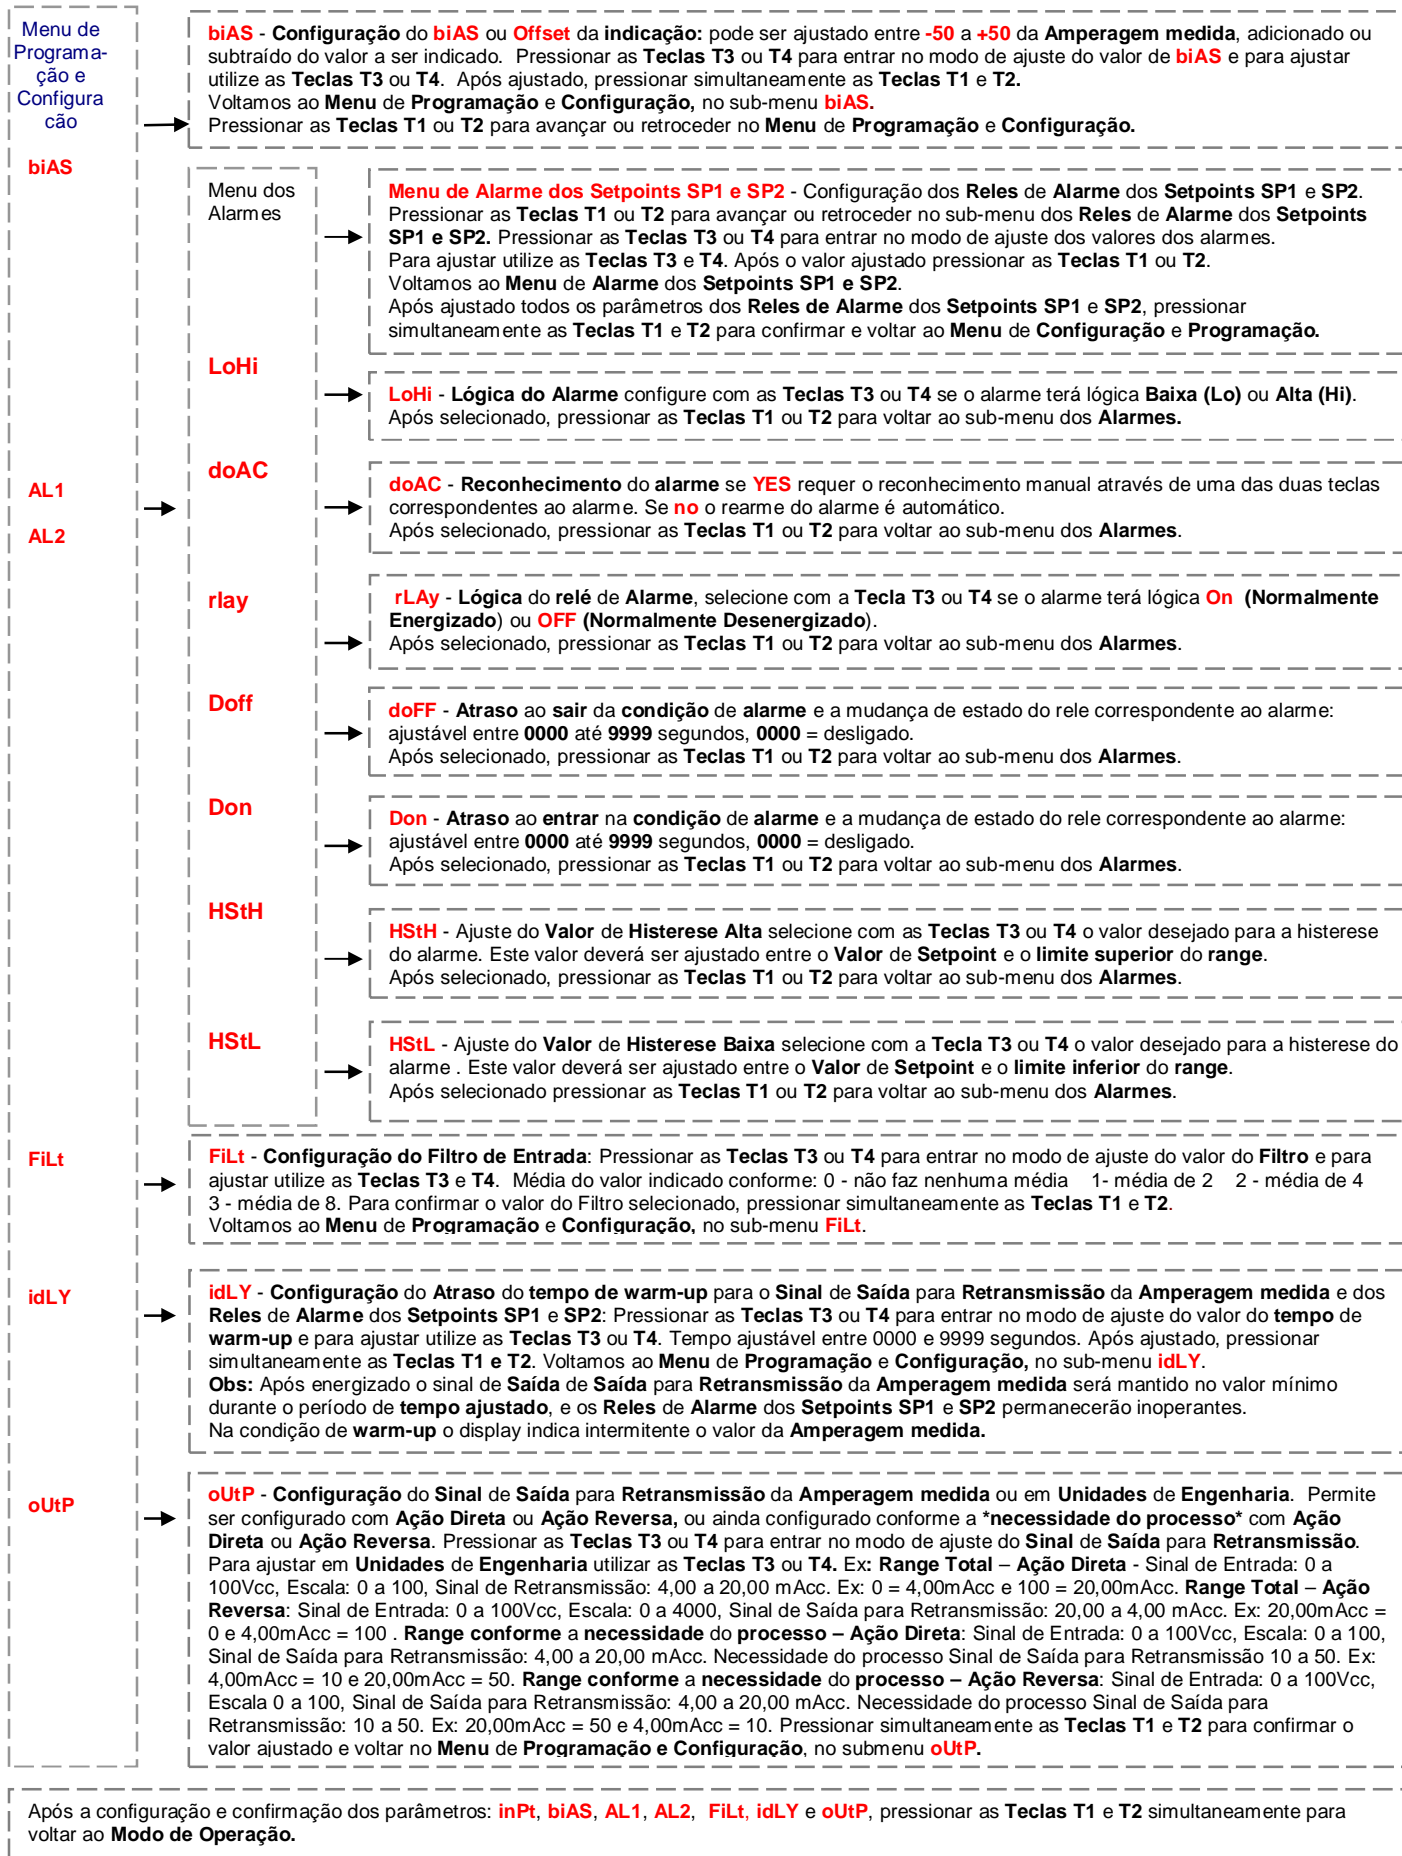 Menu de
Programa-
ção e
Configura
cão
biAS - Configuração do biAS ou Offset da indicação: pode ser ajustado entre -50 a +50 da Amperagem medida, adicionado ou
subtraído do valor a ser indicado. Pressionar as Teclas T3 ou T4 para entrar no modo de ajuste do valor de biAS e para ajustar
utilize as Teclas T3 ou T4. Após ajustado, pressionar simultaneamente as Teclas T1 e T2.
Voltamos ao Menu de Programação e Configuração, no sub-menu biAS.
Pressionar as Teclas T1 ou T2 para avançar ou retroceder no Menu de Programação e Configuração.
biAS
Menu dos
Alarmes
Menu de Alarme dos Setpoints SP1 e SP2 - Configuração dos Reles de Alarme dos Setpoints SP1 e SP2.
Pressionar as Teclas T1 ou T2 para avançar ou retroceder no sub-menu dos Reles de Alarme dos Setpoints
SP1 e SP2. Pressionar as Teclas T3 ou T4 para entrar no modo de ajuste dos valores dos alarmes.
Para ajustar utilize as Teclas T3 e T4. Após o valor ajustado pressionar as Teclas T1 ou T2.
Voltamos ao Menu de Alarme dos Setpoints SP1 e SP2.
Após ajustado todos os parâmetros dos Reles de Alarme dos Setpoints SP1 e SP2, pressionar
simultaneamente as Teclas T1 e T2 para confirmar e voltar ao Menu de Configuração e Programação.
LoHi
LoHi - Lógica do Alarme configure com as Teclas T3 ou T4 se o alarme terá lógica Baixa (Lo) ou Alta (Hi).
Após selecionado, pressionar as Teclas T1 ou T2 para voltar ao sub-menu dos Alarmes.
AL1
AL2
doAC
doAC - Reconhecimento do alarme se YES requer o reconhecimento manual através de uma das duas teclas
correspondentes ao alarme. Se no o rearme do alarme é automático.
Após selecionado, pressionar as Teclas T1 ou T2 para voltar ao sub-menu dos Alarmes.
rlay
rLAy - Lógica do relé de Alarme, selecione com a Tecla T3 ou T4 se o alarme terá lógica On (Normalmente
Energizado) ou OFF (Normalmente Desenergizado).
Após selecionado, pressionar as Teclas T1 ou T2 para voltar ao sub-menu dos Alarmes.
Doff
doFF - Atraso ao sair da condição de alarme e a mudança de estado do rele correspondente ao alarme:
ajustável entre 0000 até 9999 segundos, 0000 = desligado.
Após selecionado, pressionar as Teclas T1 ou T2 para voltar ao sub-menu dos Alarmes.
Don
Don - Atraso ao entrar na condição de alarme e a mudança de estado do rele correspondente ao alarme:
ajustável entre 0000 até 9999 segundos, 0000 = desligado.
Após selecionado, pressionar as Teclas T1 ou T2 para voltar ao sub-menu dos Alarmes.
HStH
HStH - Ajuste do Valor de Histerese Alta selecione com as Teclas T3 ou T4 o valor desejado para a histerese
do alarme. Este valor deverá ser ajustado entre o Valor de Setpoint e o limite superior do range.
Após selecionado, pressionar as Teclas T1 ou T2 para voltar ao sub-menu dos Alarmes.
HStL
HStL - Ajuste do Valor de Histerese Baixa selecione com a Tecla T3 ou T4 o valor desejado para a histerese do
alarme . Este valor deverá ser ajustado entre o Valor de Setpoint e o limite inferior do range.
Após selecionado pressionar as Teclas T1 ou T2 para voltar ao sub-menu dos Alarmes.
FiLt
FiLt - Configuração do Filtro de Entrada: Pressionar as Teclas T3 ou T4 para entrar no modo de ajuste do valor do Filtro e para
ajustar utilize as Teclas T3 e T4. Média do valor indicado conforme: 0 - não faz nenhuma média 1- média de 2 2 - média de 4
3 - média de 8. Para confirmar o valor do Filtro selecionado, pressionar simultaneamente as Teclas T1 e T2.
Voltamos ao Menu de Programação e Configuração, no sub-menu FiLt.
idLY
idLY - Configuração do Atraso do tempo de warm-up para o Sinal de Saída para Retransmissão da Amperagem medida e dos
Reles de Alarme dos Setpoints SP1 e SP2: Pressionar as Teclas T3 ou T4 para entrar no modo de ajuste do valor do tempo de
warm-up e para ajustar utilize as Teclas T3 ou T4. Tempo ajustável entre 0000 e 9999 segundos. Após ajustado, pressionar
simultaneamente as Teclas T1 e T2. Voltamos ao Menu de Programação e Configuração, no sub-menu idLY.
Obs: Após energizado o sinal de Saída de Saída para Retransmissão da Amperagem medida será mantido no valor mínimo
durante o período de tempo ajustado, e os Reles de Alarme dos Setpoints SP1 e SP2 permanecerão inoperantes.
Na condição de warm-up o display indica intermitente o valor da Amperagem medida.
oUtP
oUtP - Configuração do Sinal de Saída para Retransmissão da Amperagem medida ou em Unidades de Engenharia. Permite
ser configurado com Ação Direta ou Ação Reversa, ou ainda configurado conforme a *necessidade do processo* com Ação
Direta ou Ação Reversa. Pressionar as Teclas T3 ou T4 para entrar no modo de ajuste do Sinal de Saída para Retransmissão.
Para ajustar em Unidades de Engenharia utilizar as Teclas T3 ou T4. Ex: Range Total – Ação Direta - Sinal de Entrada: 0 a
100Vcc, Escala: 0 a 100, Sinal de Retransmissão: 4,00 a 20,00 mAcc. Ex: 0 = 4,00mAcc e 100 = 20,00mAcc. Range Total – Ação
Reversa: Sinal de Entrada: 0 a 100Vcc, Escala: 0 a 4000, Sinal de Saída para Retransmissão: 20,00 a 4,00 mAcc. Ex: 20,00mAcc =
0 e 4,00mAcc = 100 . Range conforme a necessidade do processo – Ação Direta: Sinal de Entrada: 0 a 100Vcc, Escala: 0 a 100,
Sinal de Saída para Retransmissão: 4,00 a 20,00 mAcc. Necessidade do processo Sinal de Saída para Retransmissão 10 a 50. Ex:
4,00mAcc = 10 e 20,00mAcc = 50. Range conforme a necessidade do processo – Ação Reversa: Sinal de Entrada: 0 a 100Vcc,
Escala 0 a 100, Sinal de Saída para Retransmissão: 4,00 a 20,00 mAcc. Necessidade do processo Sinal de Saída para
Retransmissão: 10 a 50. Ex: 20,00mAcc = 50 e 4,00mAcc = 10. Pressionar simultaneamente as Teclas T1 e T2 para confirmar o
valor ajustado e voltar no Menu de Programação e Configuração, no submenu oUtP.
Após a configuração e confirmação dos parâmetros: inPt, biAS, AL1, AL2, FiLt, idLY e oUtP, pressionar as Teclas T1 e T2 simultaneamente para
voltar ao Modo de Operação.